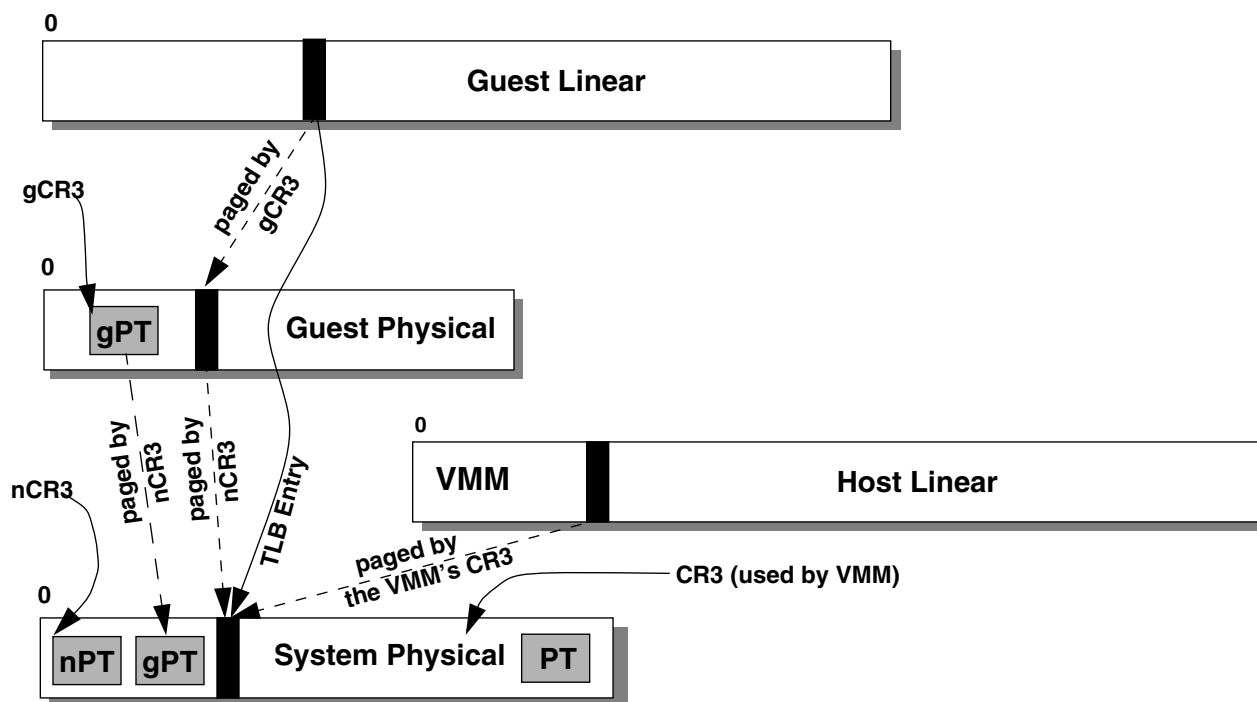 0
Guest Linear
paged by
gCR3
gCR3
0
gPT
Guest Physical
paged by
nCR3
paged by
nCR3
TLB Entry
0
VMM
Host Linear
nCR3
paged by
the VMM's CR3
CR3 (used by VMM)
0
nPT
gPT
System Physical
PT